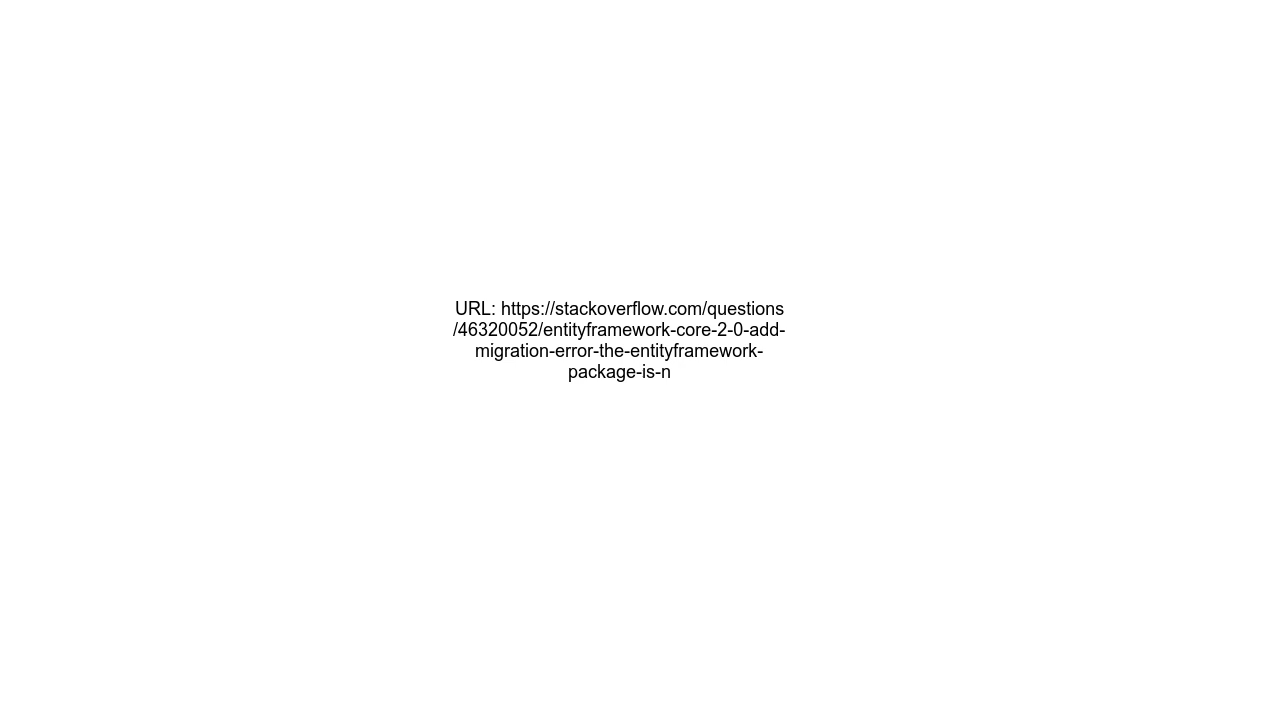 URL: https://stackoverflow.com/questions
/46320052/entityframework-core-2-0-add-
migration-error-the-entityframework-
package-is-n